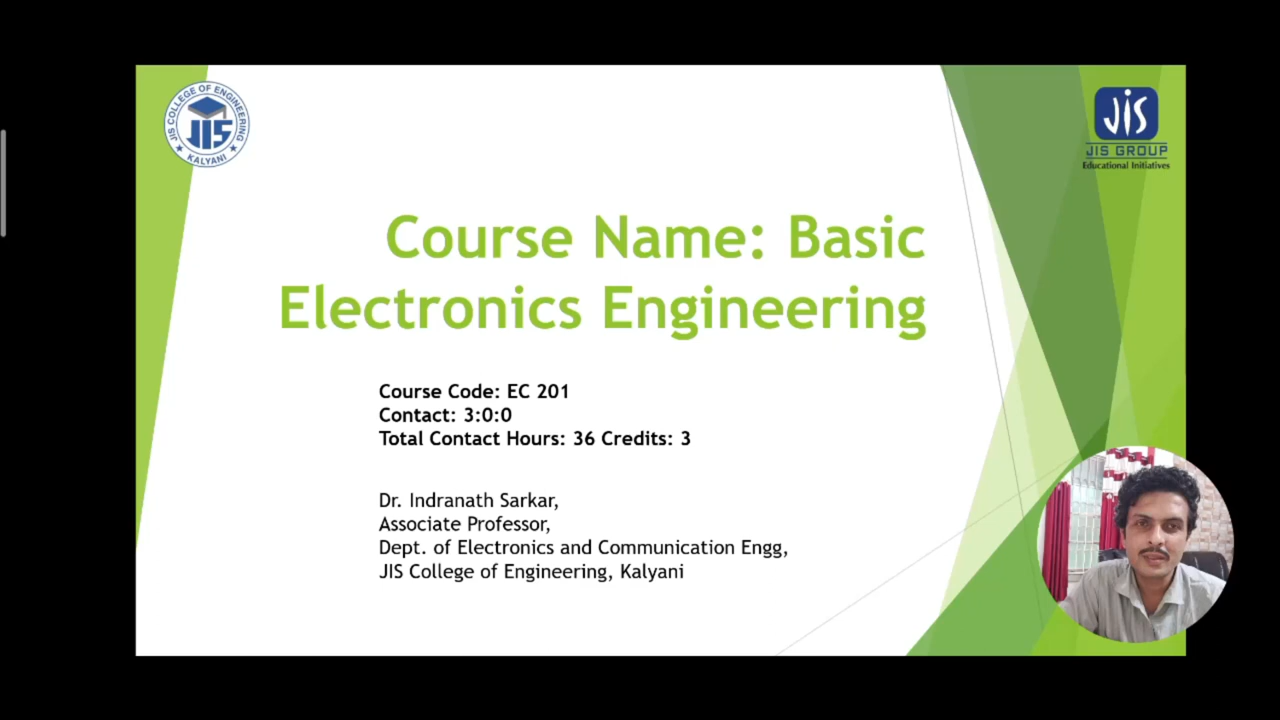 JIS COLLEGE OF ENGINEERING
JIS
KALYANI
JIS
JIS GROUP
Educational Initiatives
Course Name: Basic
Electronics Engineering
Course Code: EC 201
Contact: 3:0:0
Total Contact Hours: 36 Credits: 3
Dr. Indranath Sarkar,
Associate Professor,
Dept. of Electronics and Communication Engg,
JIS College of Engineering, Kalyani